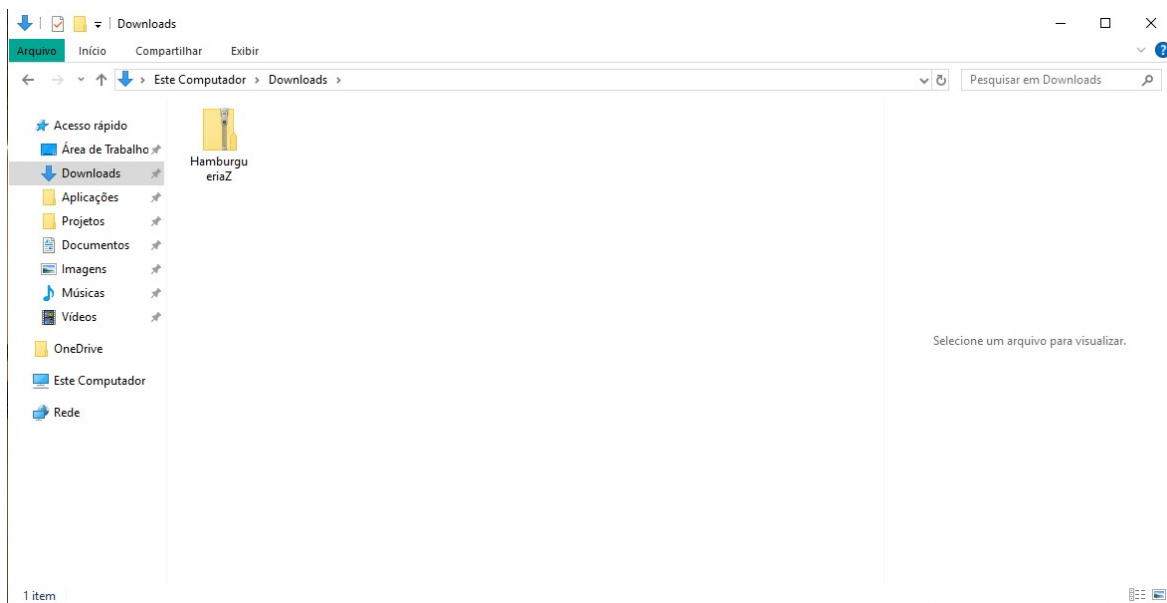 Downloads
Arquivo Início Compartilhar Exibir
Este Computador Downloads
Pesquisar em Downloads
Acesso rápido
Área de Trabalho
Downloads
Aplicações
Projetos
Documentos
Imagens
Músicas
Vídeos
OneDrive
Este Computador
Rede
Hamburgu
eriaZ
Selecione um arquivo para visualizar.
1 item